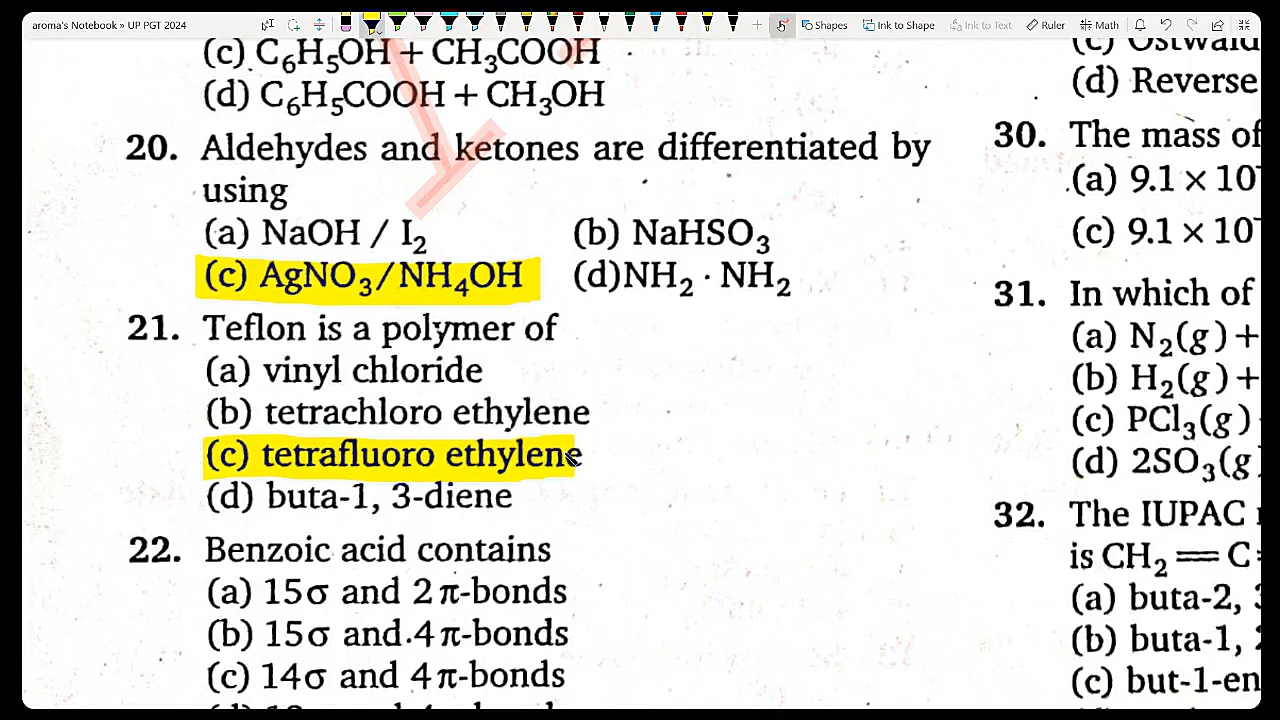 aroma's Notebook » UP PGT 2024
Shapes
Ink to Shape
Ink to Text
Ruler
Math
(c) C₆H₅OH + CH₃COOH
(d) C₆H₅COOH + CH₃OH
20. Aldehydes and ketones are differentiated by
using
(a) NaOH / I₂ (b) NaHSO₃
(c) AgNO₃/NH₄OH (d)NH₂ · NH₂
21. Teflon is a polymer of
(a) vinyl chloride
(b) tetrachloro ethylene
(c) tetrafluoro ethylene
(d) buta-1, 3-diene
22. Benzoic acid contains
(a) 15σ and 2π-bonds
(b) 15σ and 4π-bonds
(c) 14σ and 4π-bonds
(c) Ostwald
(d) Reverse
30. The mass of
(a) 9.1 × 10
(c) 9.1 × 10
31. In which of
(a) N₂(g) +
(b) H₂(g) +
(c) PCl₃(g)
(d) 2SO₃(g
32. The IUPAC
is CH₂ = C
(a) buta-2,
(b) buta-1,
(c) but-1-en